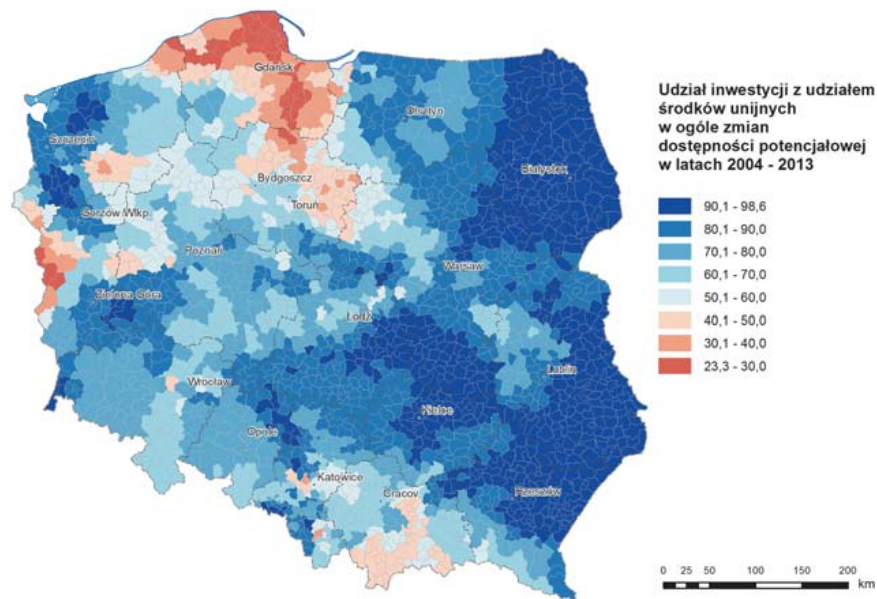 Gdańsk
Olsztyn
Szczecin
Białystok
Bydgoszcz
Toruń
Gorzów Wlkp.
Poznań
Warsaw
Zielona Góra
Łódź
Lublin
Wrocław
Kielce
Opole
Katowice
Cracov
Rzeszów
Udział inwestycji z udziałem
środków unijnych
w ogóle zmian
dostępności potencjałowej
w latach 2004 - 2013
90,1 - 98,6
80,1 - 90,0
70,1 - 80,0
60,1 - 70,0
50,1 - 60,0
40,1 - 50,0
30,1 - 40,0
23,3 - 30,0
0 25 50 100 150 200
km